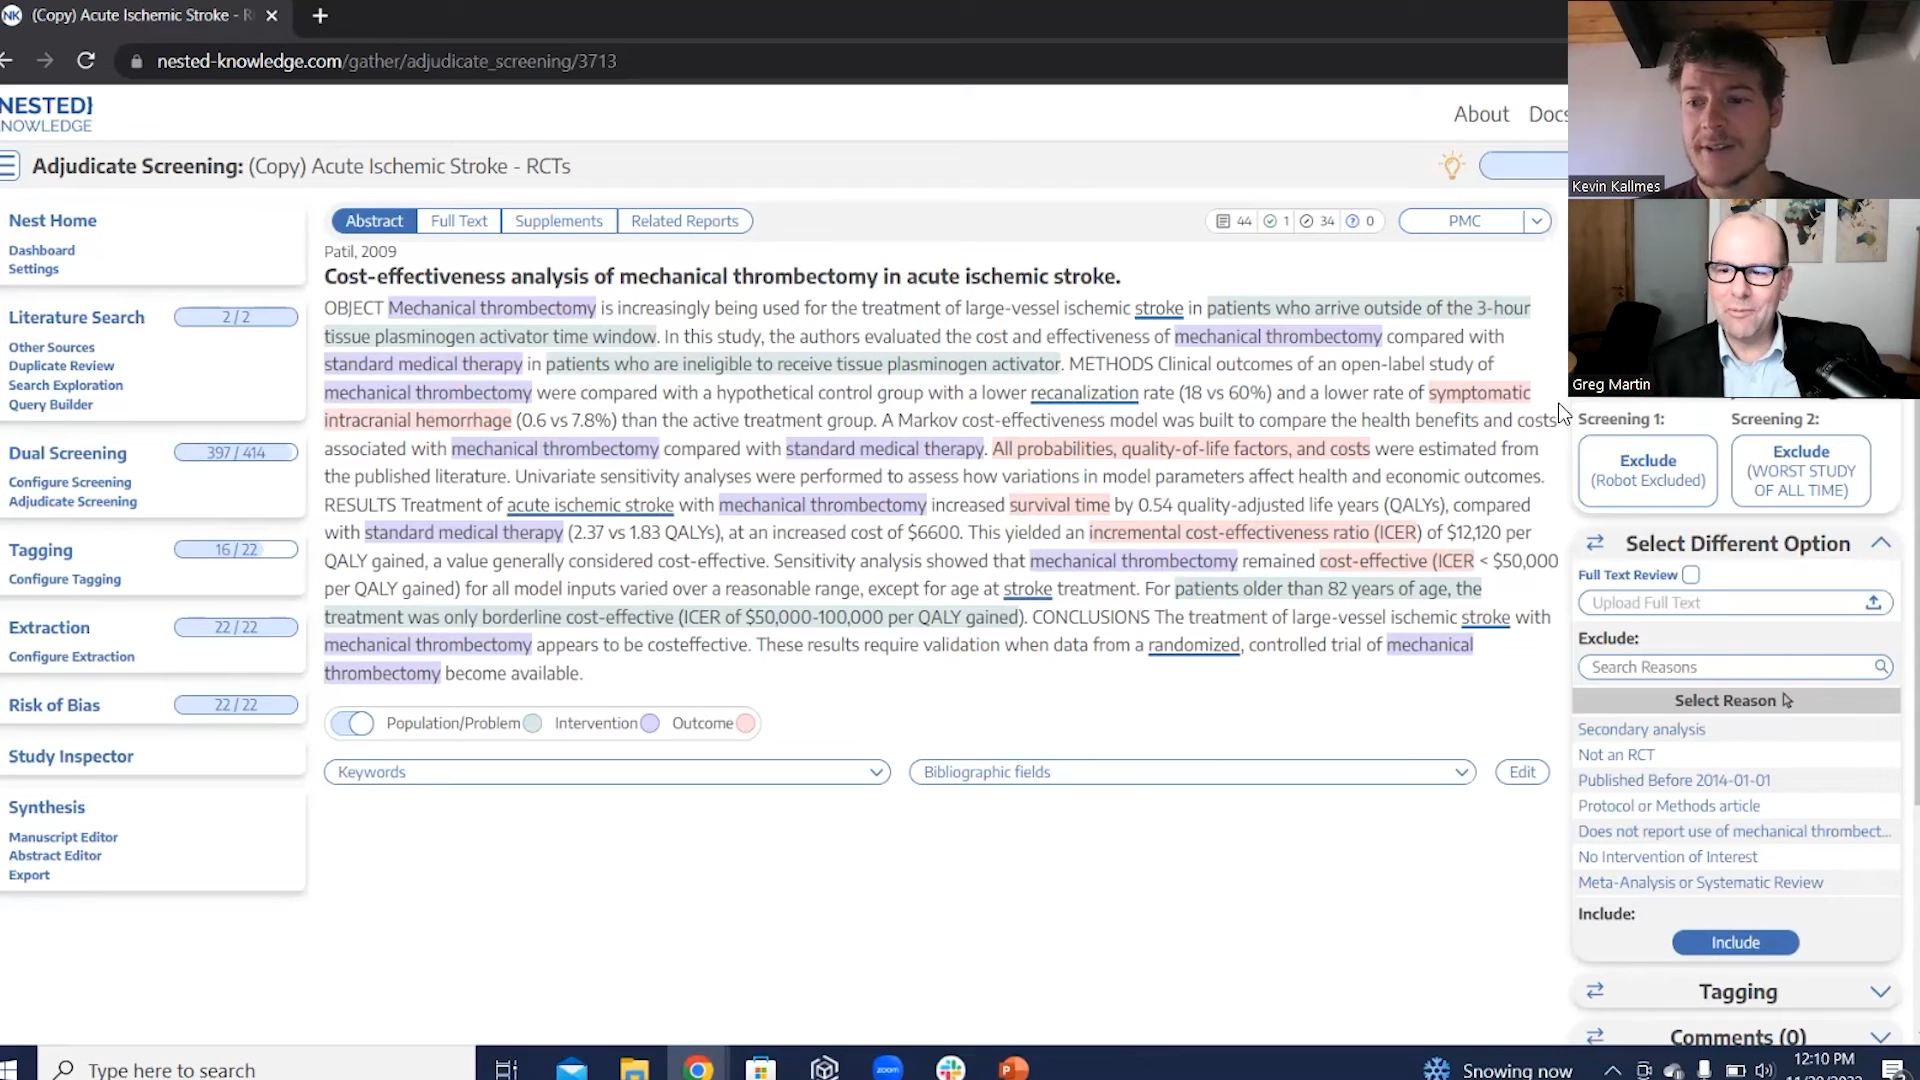 NK (Copy) Acute Ischemic Stroke - R
nested-knowledge.com/gather/adjudicate_screening/3713
NESTED}
KNOWLEDGE
About Docs
Adjudicate Screening: (Copy) Acute Ischemic Stroke - RCTs
Kevin Kallmes
Greg Martin
Nest Home
Dashboard
Settings
Literature Search 2 / 2
Other Sources
Duplicate Review
Search Exploration
Query Builder
Dual Screening 397 / 414
Configure Screening
Adjudicate Screening
Tagging 16 / 22
Configure Tagging
Extraction 22 / 22
Configure Extraction
Risk of Bias 22 / 22
Study Inspector
Synthesis
Manuscript Editor
Abstract Editor
Export
Abstract Full Text Supplements Related Reports 44 1 34 0 PMC
Patil, 2009
Cost-effectiveness analysis of mechanical thrombectomy in acute ischemic stroke.
OBJECT Mechanical thrombectomy is increasingly being used for the treatment of large-vessel ischemic stroke in patients who arrive outside of the 3-hour
tissue plasminogen activator time window. In this study, the authors evaluated the cost and effectiveness of mechanical thrombectomy compared with
standard medical therapy in patients who are ineligible to receive tissue plasminogen activator. METHODS Clinical outcomes of an open-label study of
mechanical thrombectomy were compared with a hypothetical control group with a lower recanalization rate (18 vs 60%) and a lower rate of symptomatic
intracranial hemorrhage (0.6 vs 7.8%) than the active treatment group. A Markov cost-effectiveness model was built to compare the health benefits and costs
associated with mechanical thrombectomy compared with standard medical therapy. All probabilities, quality-of-life factors, and costs were estimated from
the published literature. Univariate sensitivity analyses were performed to assess how variations in model parameters affect health and economic outcomes.
RESULTS Treatment of acute ischemic stroke with mechanical thrombectomy increased survival time by 0.54 quality-adjusted life years (QALYs), compared
with standard medical therapy (2.37 vs 1.83 QALYs), at an increased cost of $6600. This yielded an incremental cost-effectiveness ratio (ICER) of $12,120 per
QALY gained, a value generally considered cost-effective. Sensitivity analysis showed that mechanical thrombectomy remained cost-effective (ICER < $50,000
per QALY gained) for all model inputs varied over a reasonable range, except for age at stroke treatment. For patients older than 82 years of age, the
treatment was only borderline cost-effective (ICER of $50,000-100,000 per QALY gained). CONCLUSIONS The treatment of large-vessel ischemic stroke with
mechanical thrombectomy appears to be costeffective. These results require validation when data from a randomized, controlled trial of mechanical
thrombectomy become available.
Population/Problem Intervention Outcome
Keywords Bibliographic fields Edit
Screening 1: Screening 2:
Exclude
(Robot Excluded)
Exclude
(WORST STUDY
OF ALL TIME)
Select Different Option
Full Text Review
Upload Full Text
Exclude:
Search Reasons
Select Reason
Secondary analysis
Not an RCT
Published Before 2014-01-01
Protocol or Methods article
Does not report use of mechanical thrombect...
No Intervention of Interest
Meta-Analysis or Systematic Review
Include:
Include
Tagging
Comments (0)
Type here to search
zoom
Snowing now
12:10 PM